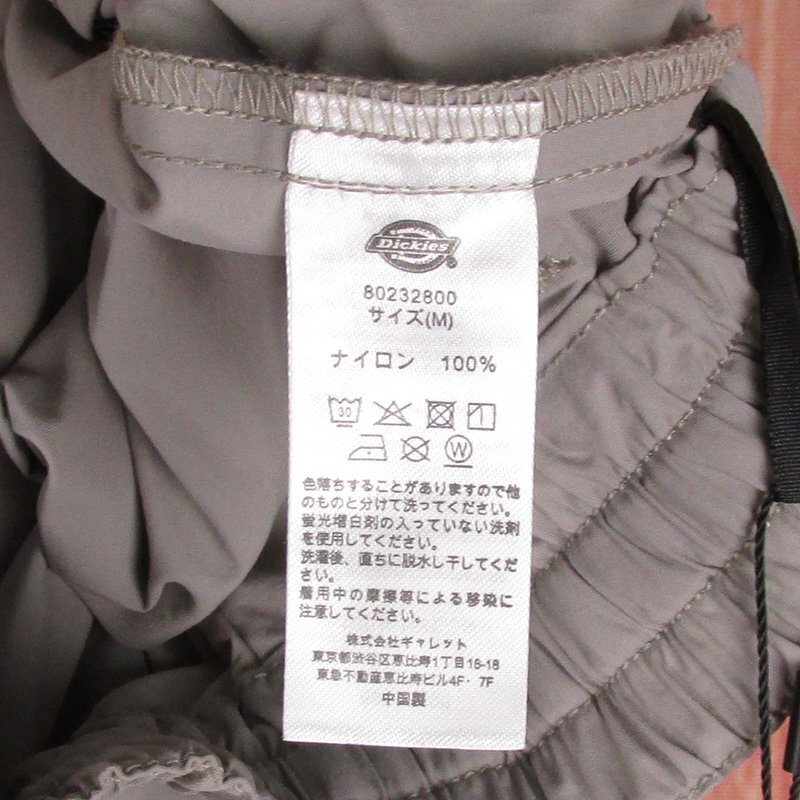 Dickies
80232800
サイズ(M)
ナイロン 100%
30
W
色落ちすることがありますので他
のものと分けて洗ってください。
蛍光増白剤の入っていない洗剤
を使用してください。
洗濯後、直ちに脱水し干してくださ
い。
着用中の摩擦等による移染に
注意してください。
株式会社ギャレット
東京都渋谷区恵比寿1丁目18-18
東急不動産恵比寿ビル4F・7F
中国製